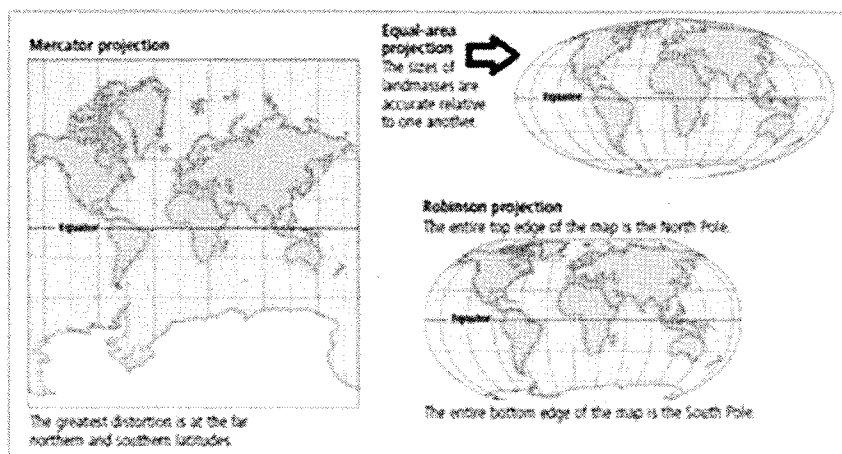 Mercator projection
Equator
The greatest distortion is at the far
northern and southern latitudes.
Equal-area
projection
The sizes of
landmasses are
accurate relative
to one another.
Equator
Robinson projection
The entire top edge of the map is the North Pole.
Equator
The entire bottom edge of the map is the South Pole.